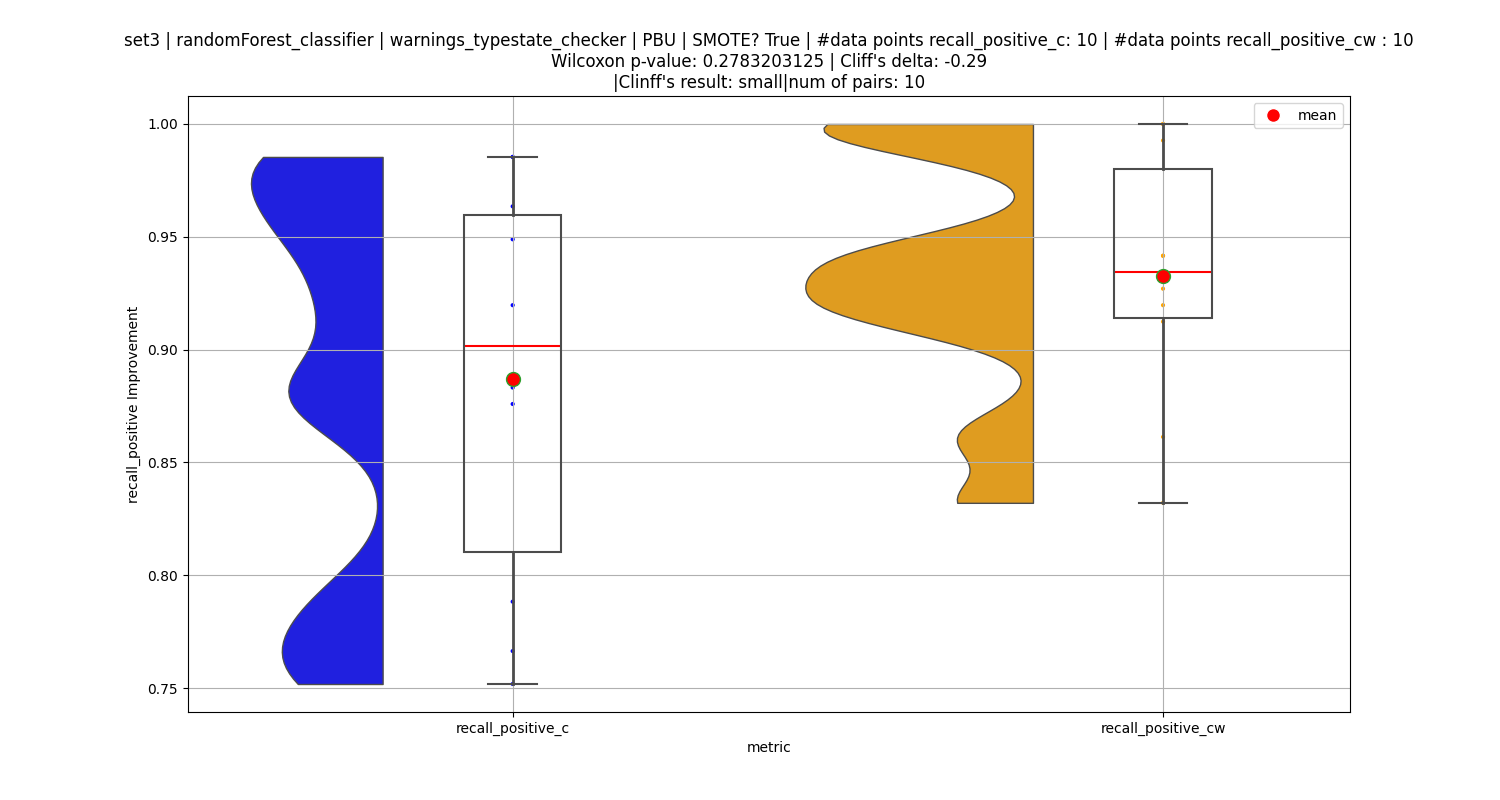 set3 | randomForest_classifier | warnings_typestate_checker | PBU | SMOTE? True | #data points recall_positive_c: 10 | #data points recall_positive_cw : 10
Wilcoxon p-value: 0.2783203125 | Cliff's delta: -0.29
|Clinff's result: small|num of pairs: 10
mean
1.00
0.95
0.90
0.85
0.80
0.75
recall_positive Improvement
recall_positive_c
recall_positive_cw
metric